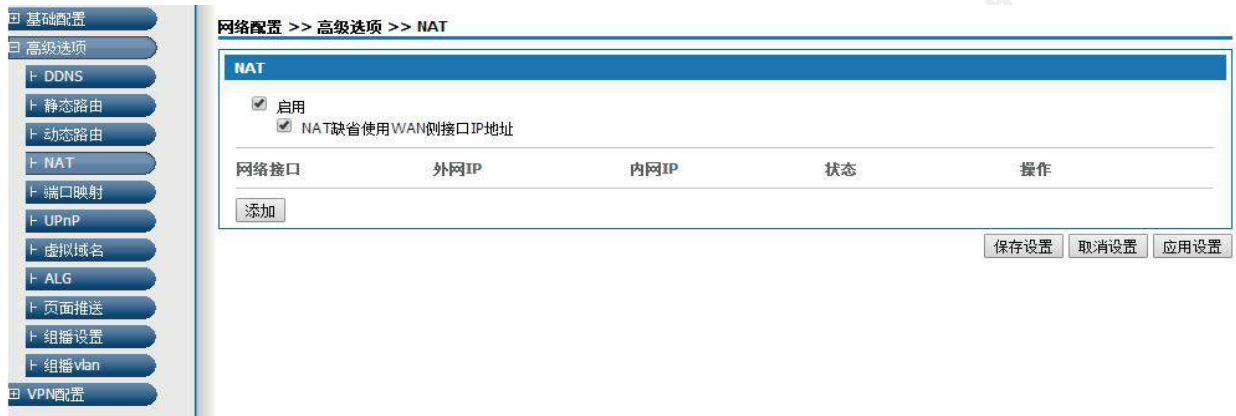 基础配置
高级选项
DDNS
静态路由
动态路由
NAT
端口映射
UPnP
虚拟域名
ALG
页面推送
组播设置
组播vlan
VPN配置
网络配置 >> 高级选项 >> NAT
NAT
启用
NAT缺省使用WAN侧接口IP地址
网络接口 外网IP 内网IP 状态 操作
添加
保存设置 取消设置 应用设置